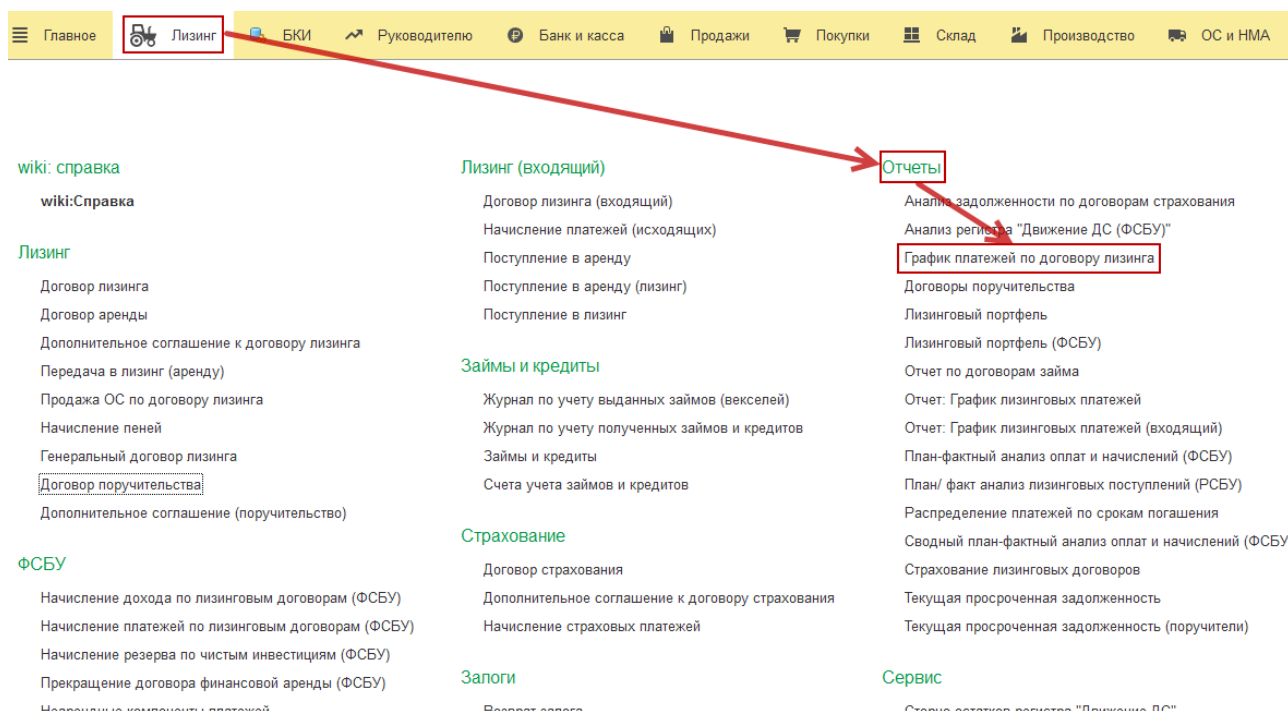 Главное Лизинг БКИ Руководителю Банк и касса Продажи Покупки Склад Производство ОС и НМА
wiki: справка
wiki:Справка
Лизинг
Договор лизинга
Договор аренды
Дополнительное соглашение к договору лизинга
Передача в лизинг (аренду)
Продажа ОС по договору лизинга
Начисление пеней
Генеральный договор лизинга
Договор поручительства
Дополнительное соглашение (поручительство)
ФСБУ
Начисление дохода по лизинговым договорам (ФСБУ)
Начисление платежей по лизинговым договорам (ФСБУ)
Начисление резерва по чистым инвестициям (ФСБУ)
Прекращение договора финансовой аренды (ФСБУ)
Лизинг (входящий)
Договор лизинга (входящий)
Начисление платежей (исходящих)
Поступление в аренду
Поступление в аренду (лизинг)
Поступление в лизинг
Займы и кредиты
Журнал по учету выданных займов (векселей)
Журнал по учету полученных займов и кредитов
Займы и кредиты
Счета учета займов и кредитов
Страхование
Договор страхования
Дополнительное соглашение к договору страхования
Начисление страховых платежей
Залоги
Отчеты
Анализ задолженности по договорам страхования
Анализ регистра "Движение ДС (ФСБУ)"
График платежей по договору лизинга
Договоры поручительства
Лизинговый портфель
Лизинговый портфель (ФСБУ)
Отчет по договорам займа
Отчет: График лизинговых платежей
Отчет: График лизинговых платежей (входящий)
План-фактный анализ оплат и начислений (ФСБУ)
План/ факт анализ лизинговых поступлений (РСБУ)
Распределение платежей по срокам погашения
Сводный план-фактный анализ оплат и начислений (ФСБУ
Страхование лизинговых договоров
Текущая просроченная задолженность
Текущая просроченная задолженность (поручители)
Сервис